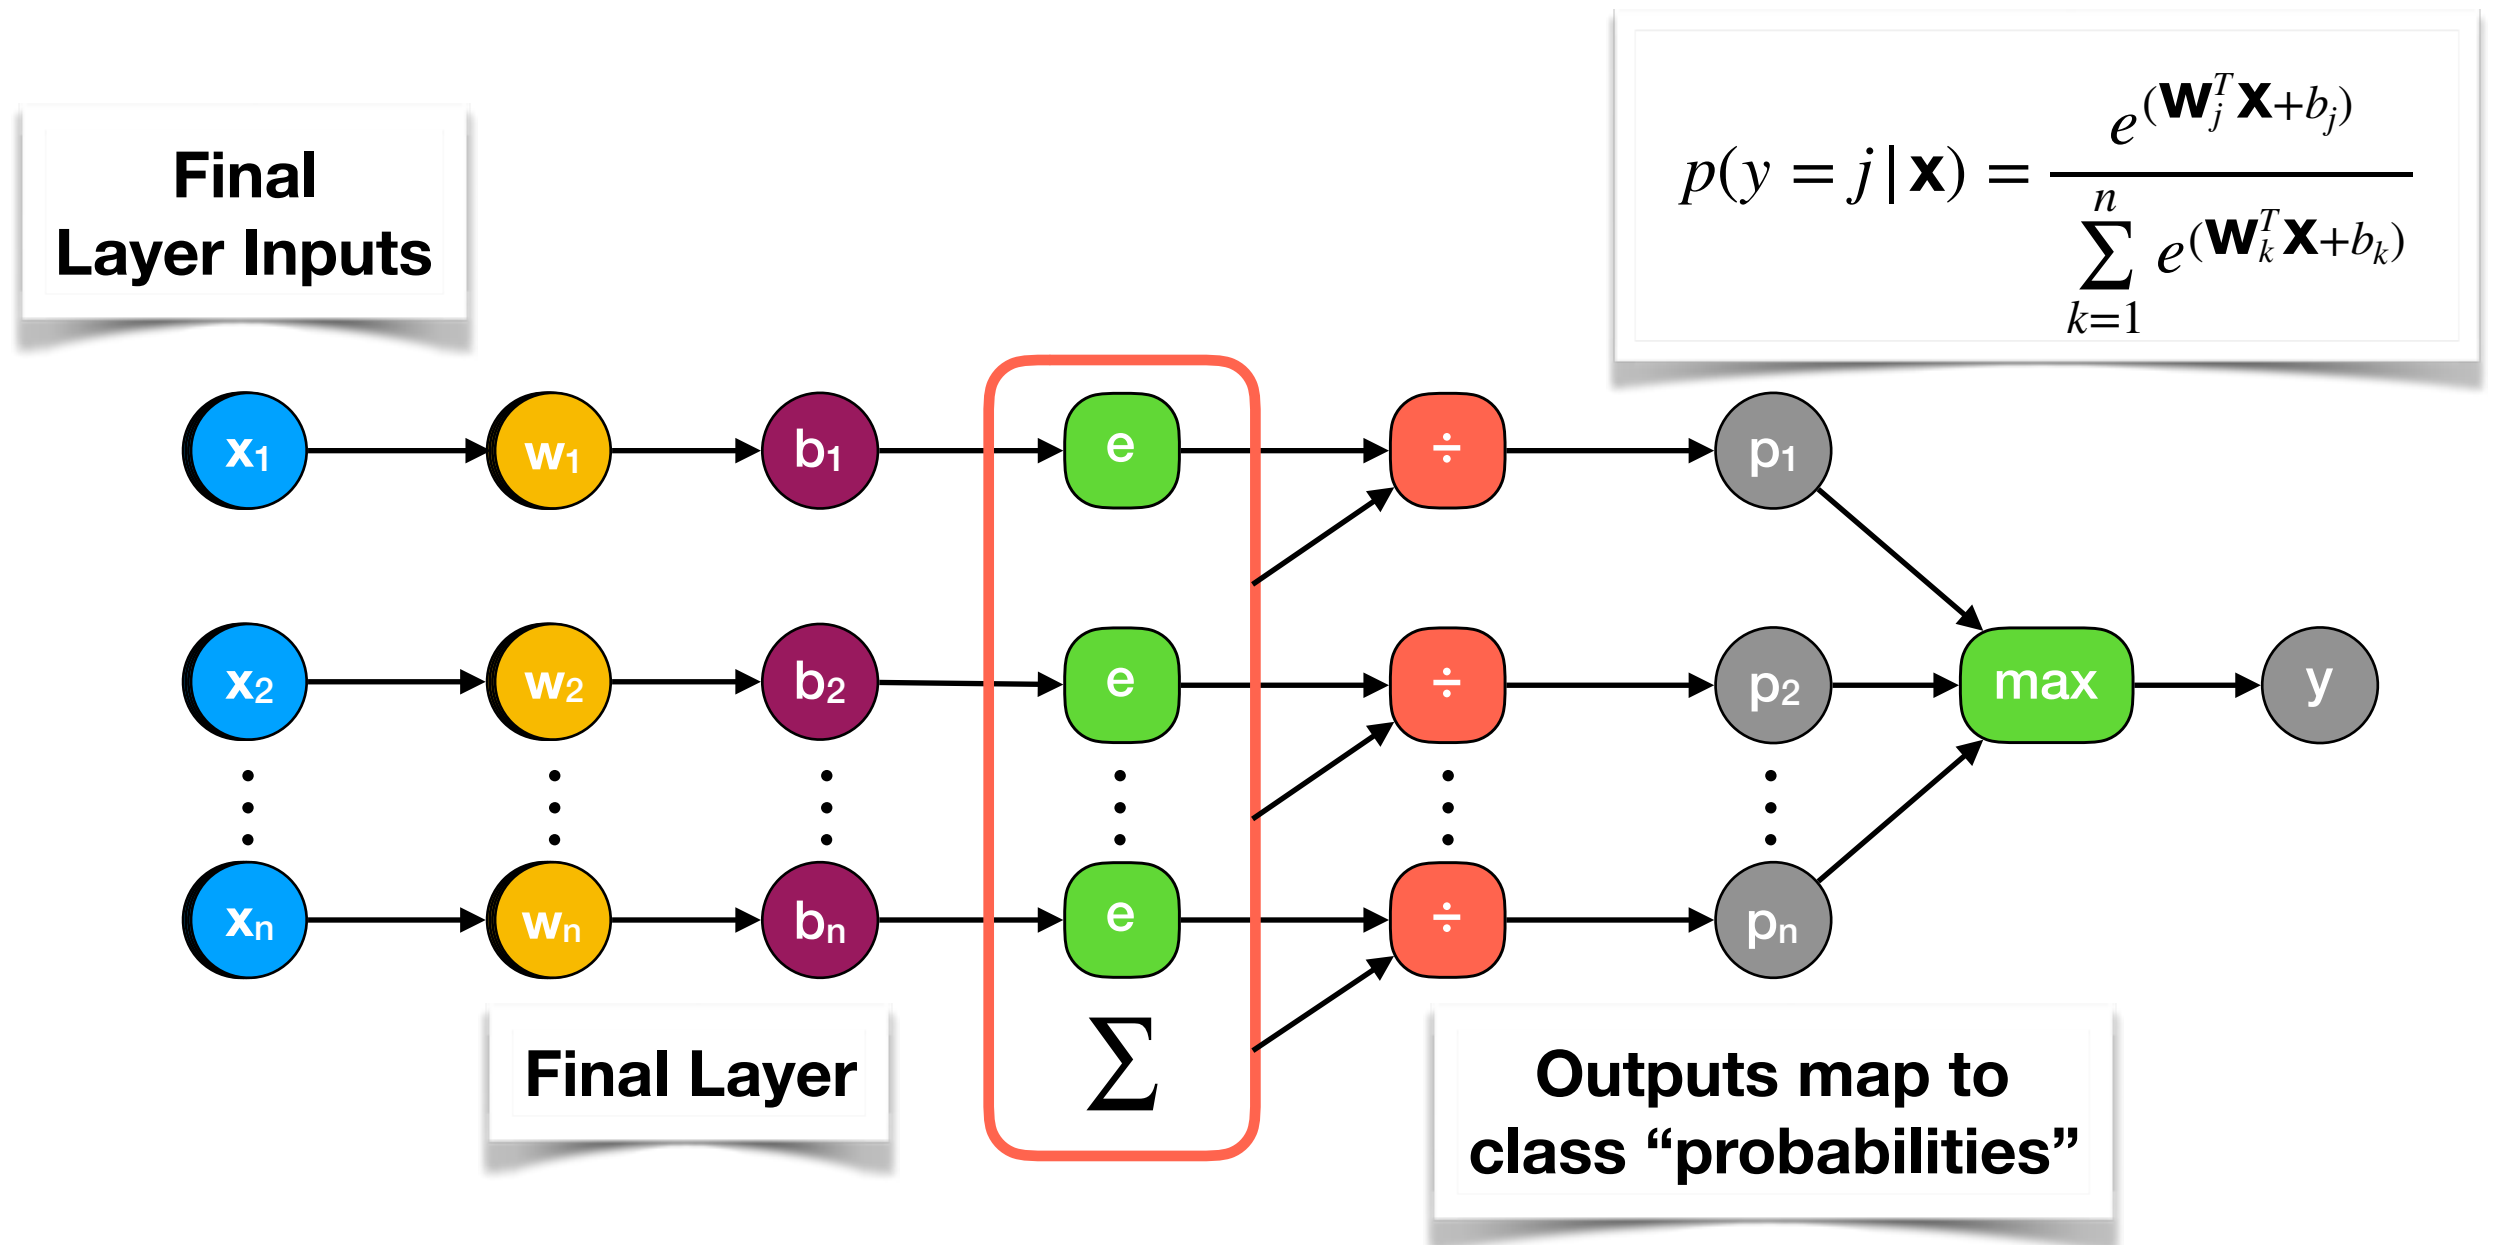 Final
Layer Inputs
p(y = j | x) = e^(w_j^T x + b_j) / ∑_{k=1}^{n} e^(w_k^T x + b_k)
x₁ w₁ b₁ e ÷ p₁
x₂ w₂ b₂ e ÷ p₂ max y
xₙ wₙ bₙ e ÷ pₙ
∑
Final Layer
Outputs map to
class “probabilities”